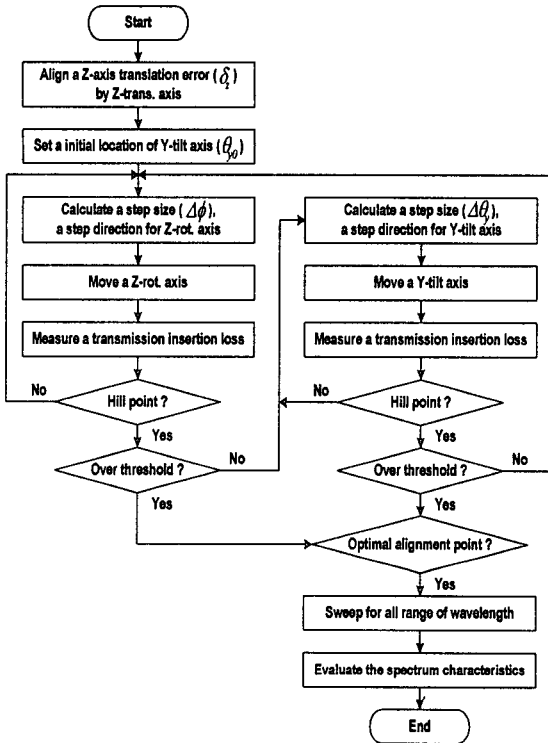 Start
Align a Z-axis translation error (δz)
by Z-trans. axis
Set a initial location of Y-tilt axis (θy0)
Calculate a step size (Δϕ),
a step direction for Z-rot. axis
Move a Z-rot. axis
Measure a transmission insertion loss
No
Hill point ?
Yes
Over threshold ?
No
Yes
Calculate a step size (Δθy),
a step direction for Y-tilt axis
Move a Y-tilt axis
Measure a transmission insertion loss
No
Hill point ?
Yes
Over threshold ?
No
Yes
Optimal alignment point ?
Yes
Sweep for all range of wavelength
Evaluate the spectrum characteristics
End